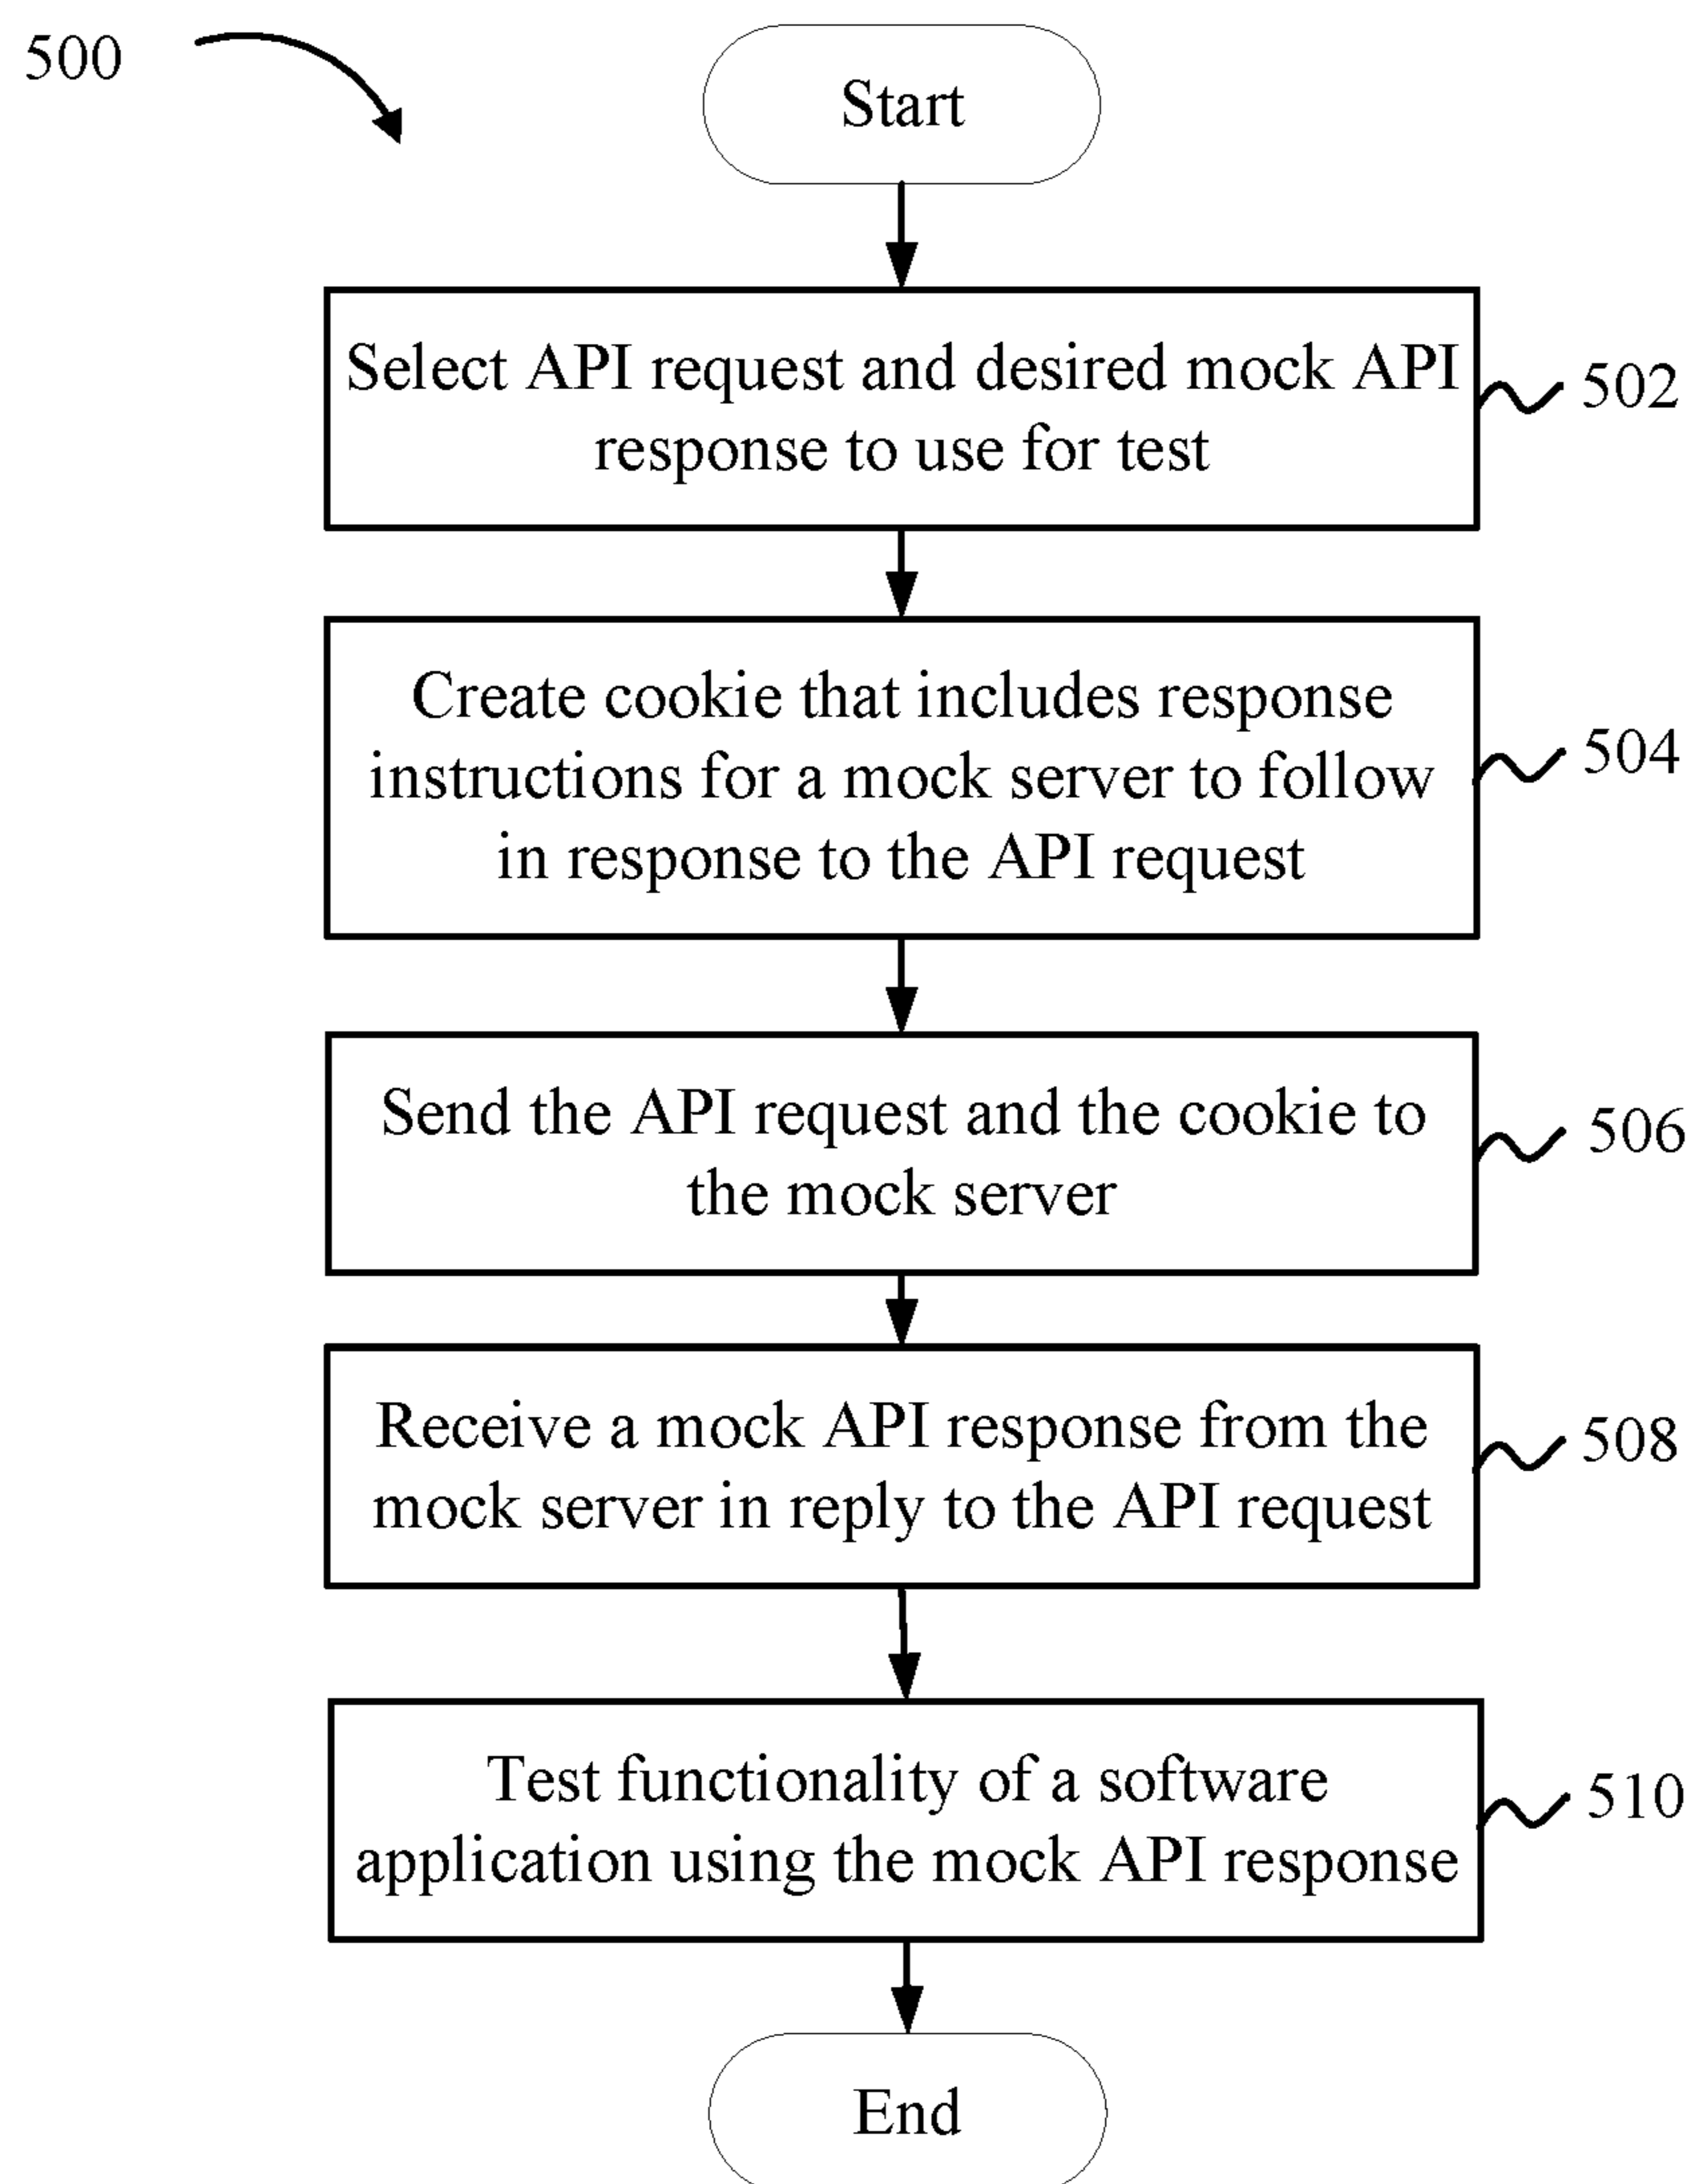 500
Start
Select API request and desired mock API
response to use for test
502
Create cookie that includes response
instructions for a mock server to follow
in response to the API request
504
Send the API request and the cookie to
the mock server
506
Receive a mock API response from the
mock server in reply to the API request
508
Test functionality of a software
application using the mock API response
510
End